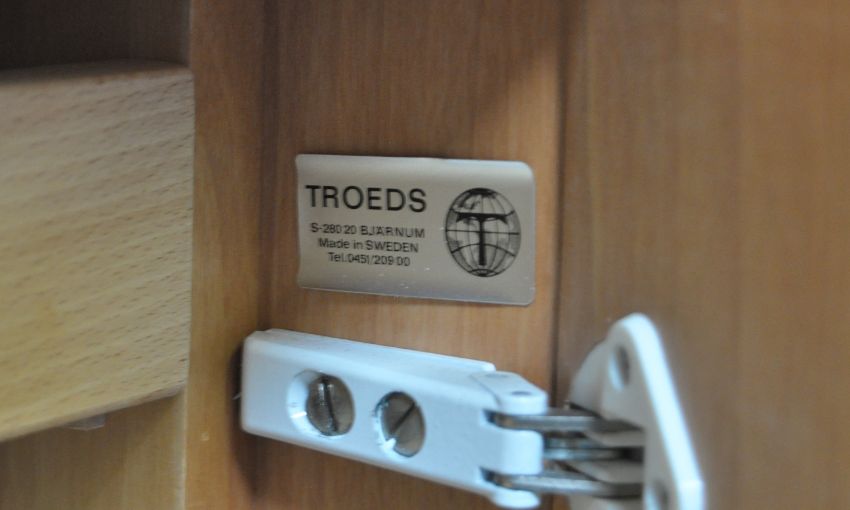 TROEDS
S-280 20 BJÄRNUM
Made in SWEDEN
Tel.0451/209 00
T